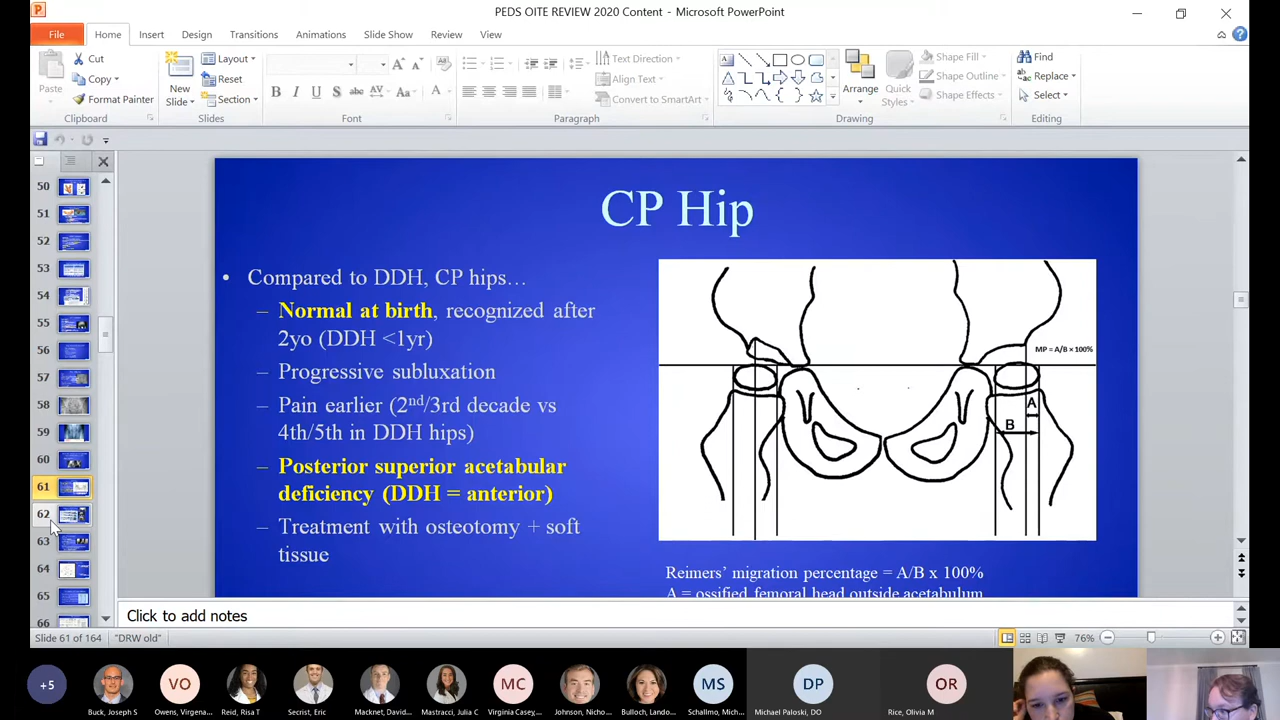 PEDS OITE REVIEW 2020 Content - Microsoft PowerPoint
File Home Insert Design Transitions Animations Slide Show Review View
Paste
Cut
Copy
Format Painter
Clipboard
New Slide
Layout
Reset
Section
Slides
B I U S abc AV Aa A
Font
Text Direction
Align Text
Convert to SmartArt
Paragraph
Arrange
Quick Styles
Shape Fill
Shape Outline
Shape Effects
Drawing
Find
Replace
Select
Editing
50
51
52
53
54
55
56
57
58
59
60
61
62
63
64
65
66
CP Hip
• Compared to DDH, CP hips…
– Normal at birth, recognized after
2yo (DDH <1yr)
– Progressive subluxation
– Pain earlier (2nd/3rd decade vs
4th/5th in DDH hips)
– Posterior superior acetabular
deficiency (DDH = anterior)
– Treatment with osteotomy + soft
tissue
MP = A/B × 100%
A
B
Reimers' migration percentage = A/B x 100%
A = ossified femoral head outside acetabulum
Click to add notes
Slide 61 of 164 "DRW old" 76%
+5 VO MC MS DP OR
Buck, Joseph S Owens, Virgena... Reid, Risa T Secrist, Eric Macknet, David... Mastracci, Julia C Virginia Casey,... Johnson, Nicho... Bulloch, Lando... Schallmo, Mich... Michael Paloski, DO Rice, Olivia M